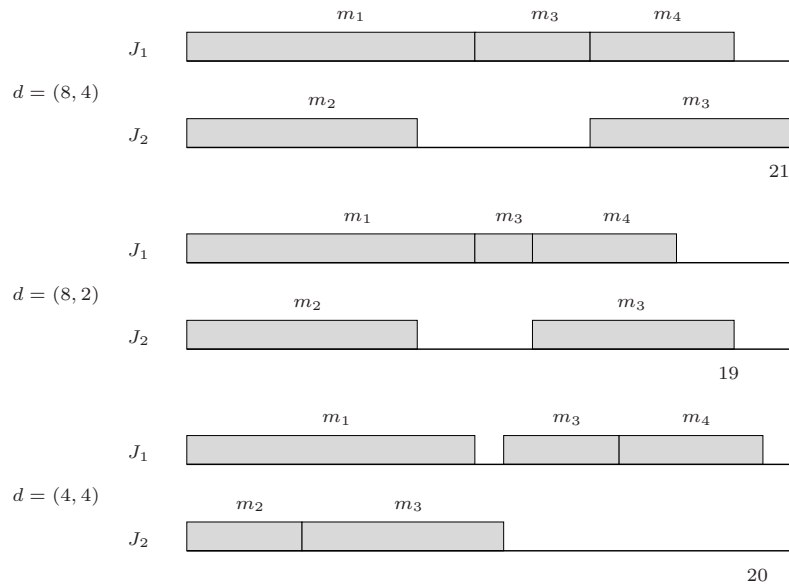 m₁ m₃ m₄
J₁
d = (8, 4)
m₂ m₃
J₂
21
m₁ m₃ m₄
J₁
d = (8, 2)
m₂ m₃
J₂
19
m₁ m₃ m₄
J₁
d = (4, 4)
m₂ m₃
J₂
20